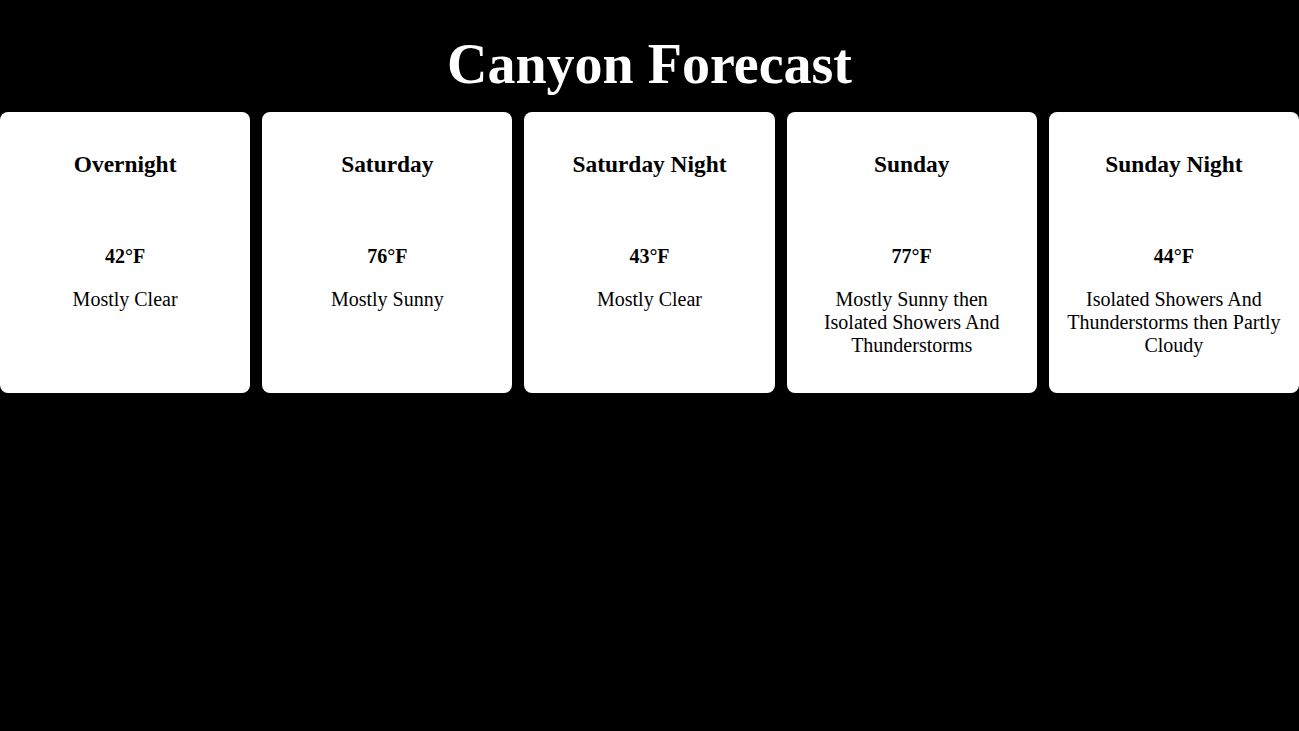 Canyon Forecast
Overnight
42°F
Mostly Clear
Saturday
76°F
Mostly Sunny
Saturday Night
43°F
Mostly Clear
Sunday
77°F
Mostly Sunny then
Isolated Showers And
Thunderstorms
Sunday Night
44°F
Isolated Showers And
Thunderstorms then Partly
Cloudy